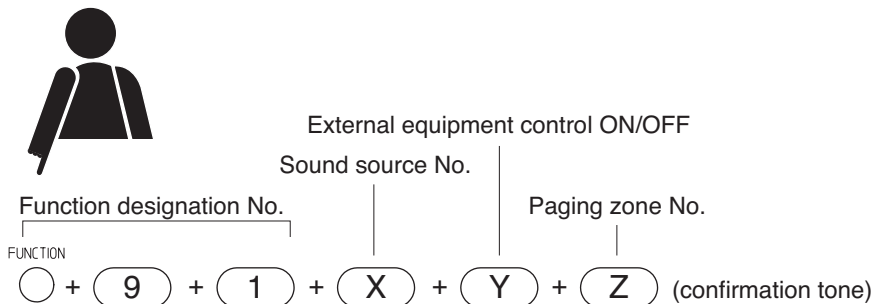 External equipment control ON/OFF
Sound source No.
Function designation No.
Paging zone No.
FUNCTION
+ 9 + 1 + X + Y + Z (confirmation tone)